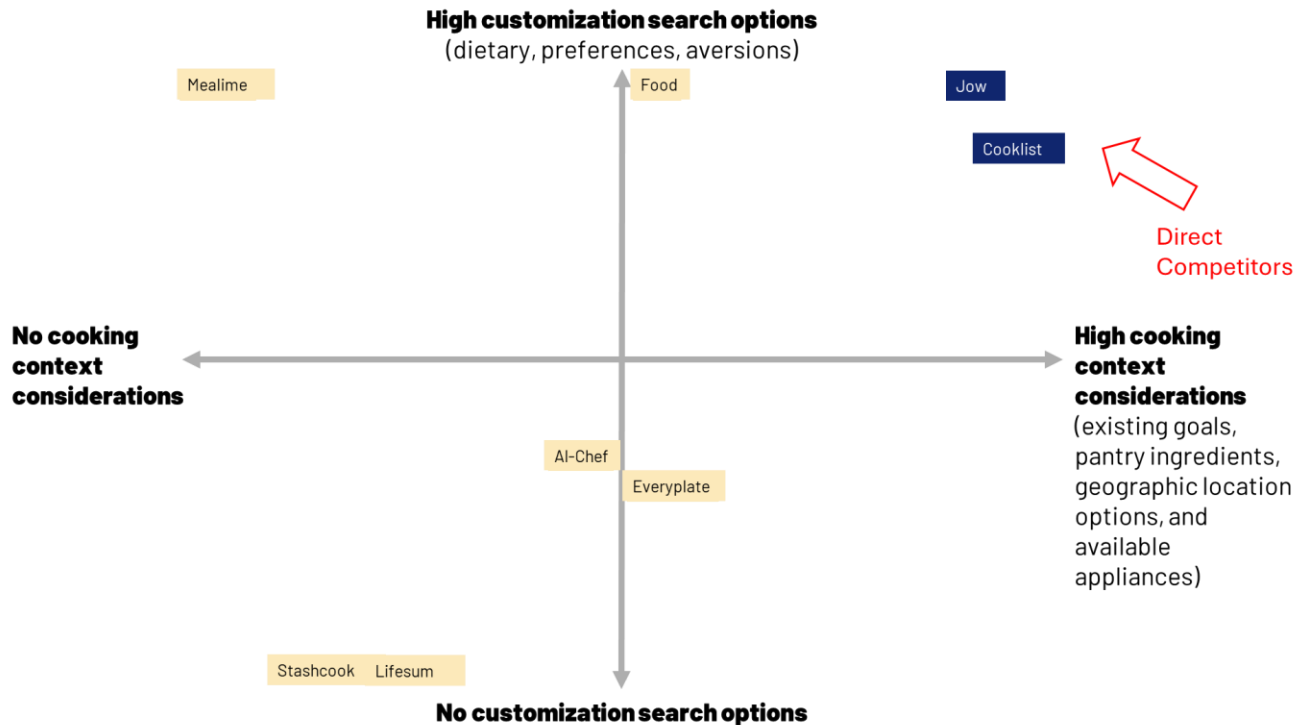 High customization search options
(dietary, preferences, aversions)
Mealime
Food
Jow
Cooklist
Direct
Competitors
No cooking
context
considerations
High cooking
context
considerations
(existing goals,
pantry ingredients,
geographic location
options, and
available
appliances)
AI-Chef
Everyplate
Stashcook
Lifesum
No customization search options